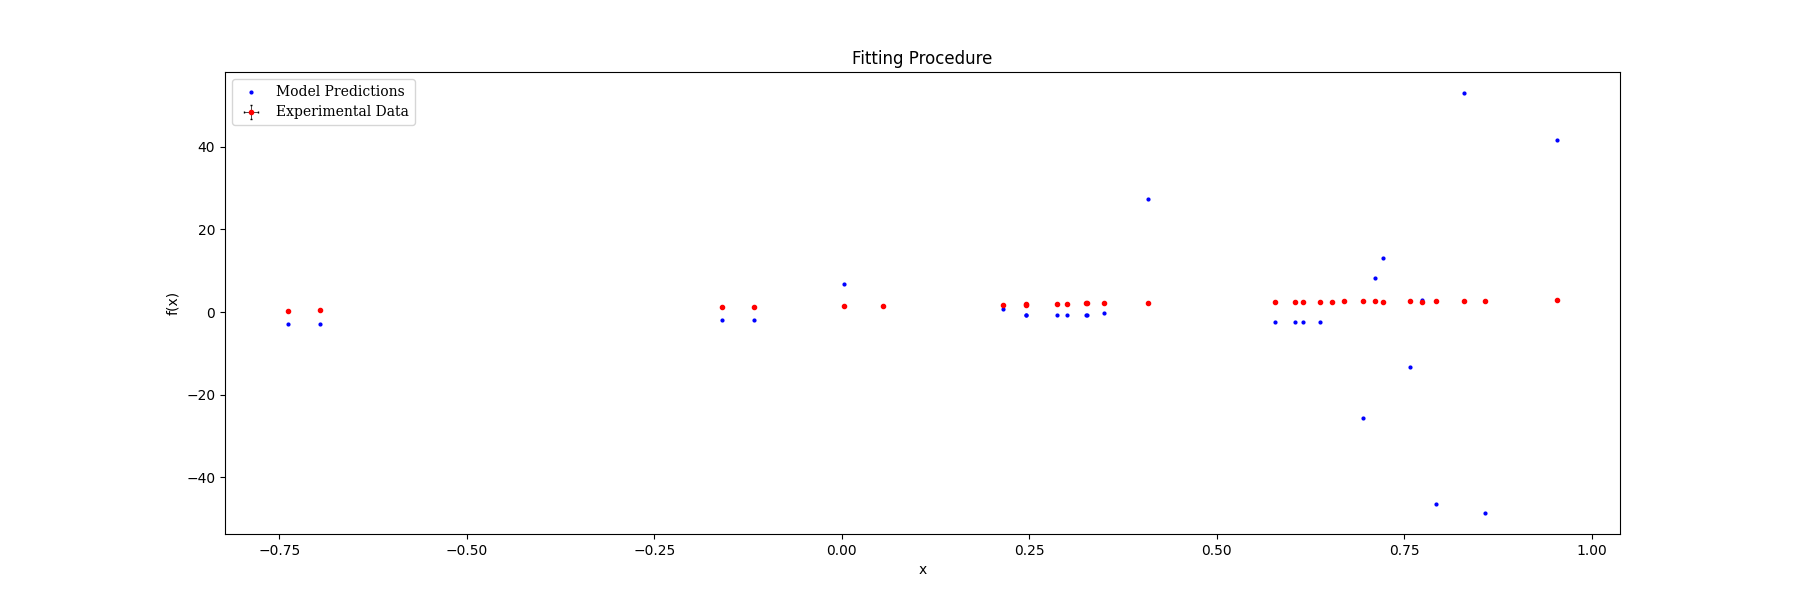 Fitting Procedure
Model Predictions
Experimental Data
40
20
0
−20
−40
f(x)
−0.75 −0.50 −0.25 0.00 0.25 0.50 0.75 1.00
x